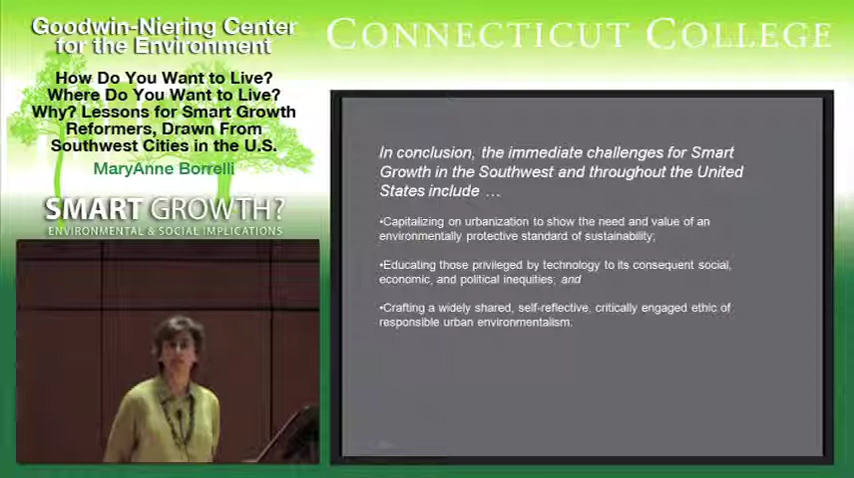 Goodwin-Niering Center
for the Environment
CONNECTICUT COLLEGE
How Do You Want to Live?
Where Do You Want to Live?
Why? Lessons for Smart Growth
Reformers, Drawn From
Southwest Cities in the U.S.
MaryAnne Borrelli
SMART GROWTH?
ENVIRONMENTAL & SOCIAL IMPLICATIONS
In conclusion, the immediate challenges for Smart
Growth in the Southwest and throughout the United
States include …
•Capitalizing on urbanization to show the need and value of an
environmentally protective standard of sustainability;
•Educating those privileged by technology to its consequent social,
economic, and political inequities; and
•Crafting a widely shared, self-reflective, critically engaged ethic of
responsible urban environmentalism.